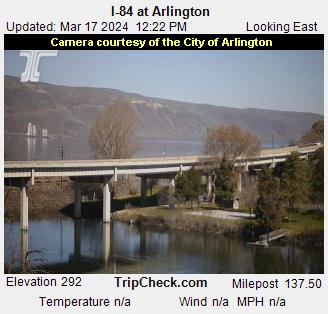 I-84 at Arlington
Updated: Mar 17 2024 12:22 PM Looking East
Camera courtesy of the City of Arlington
Elevation 292 TripCheck.com Milepost 137.50
Temperature n/a Wind n/a MPH n/a